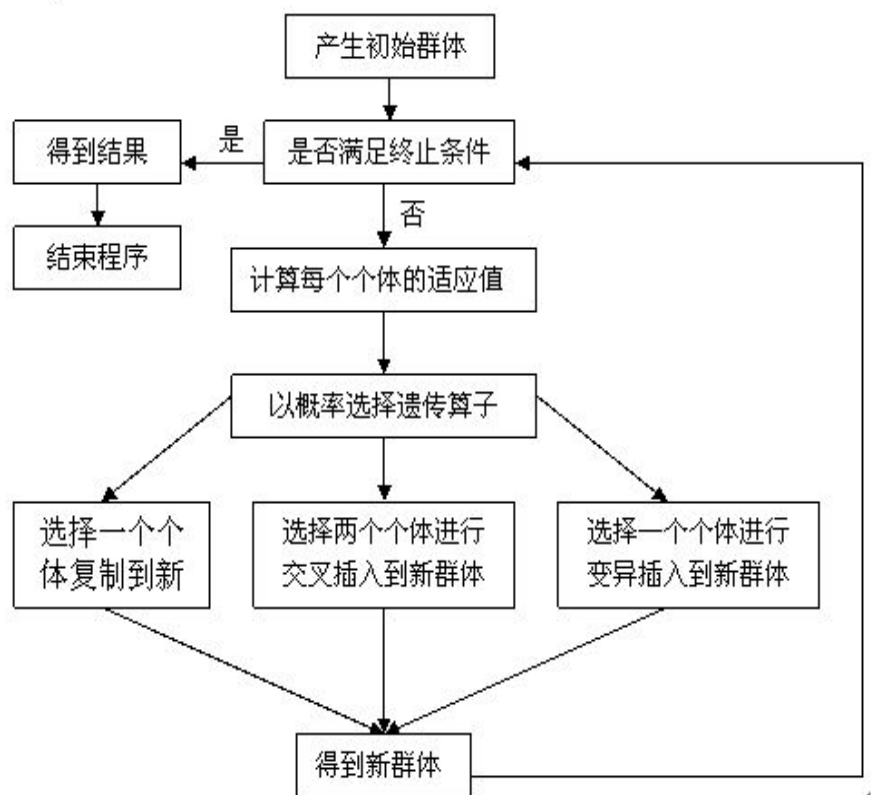 产生初始群体
是否满足终止条件
是
得到结果
否
结束程序
计算每个个体的适应值
以概率选择遗传算子
选择一个个
体复制到新
选择两个个体进行
交叉插入到新群体
选择一个个体进行
变异插入到新群体
得到新群体